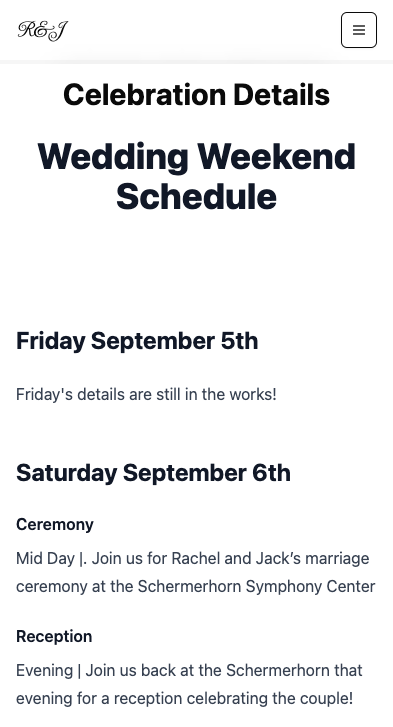 R&J
Celebration Details
Wedding Weekend
Schedule
Friday September 5th
Friday's details are still in the works!
Saturday September 6th
Ceremony
Mid Day |. Join us for Rachel and Jack’s marriage
ceremony at the Schermerhorn Symphony Center
Reception
Evening | Join us back at the Schermerhorn that
evening for a reception celebrating the couple!